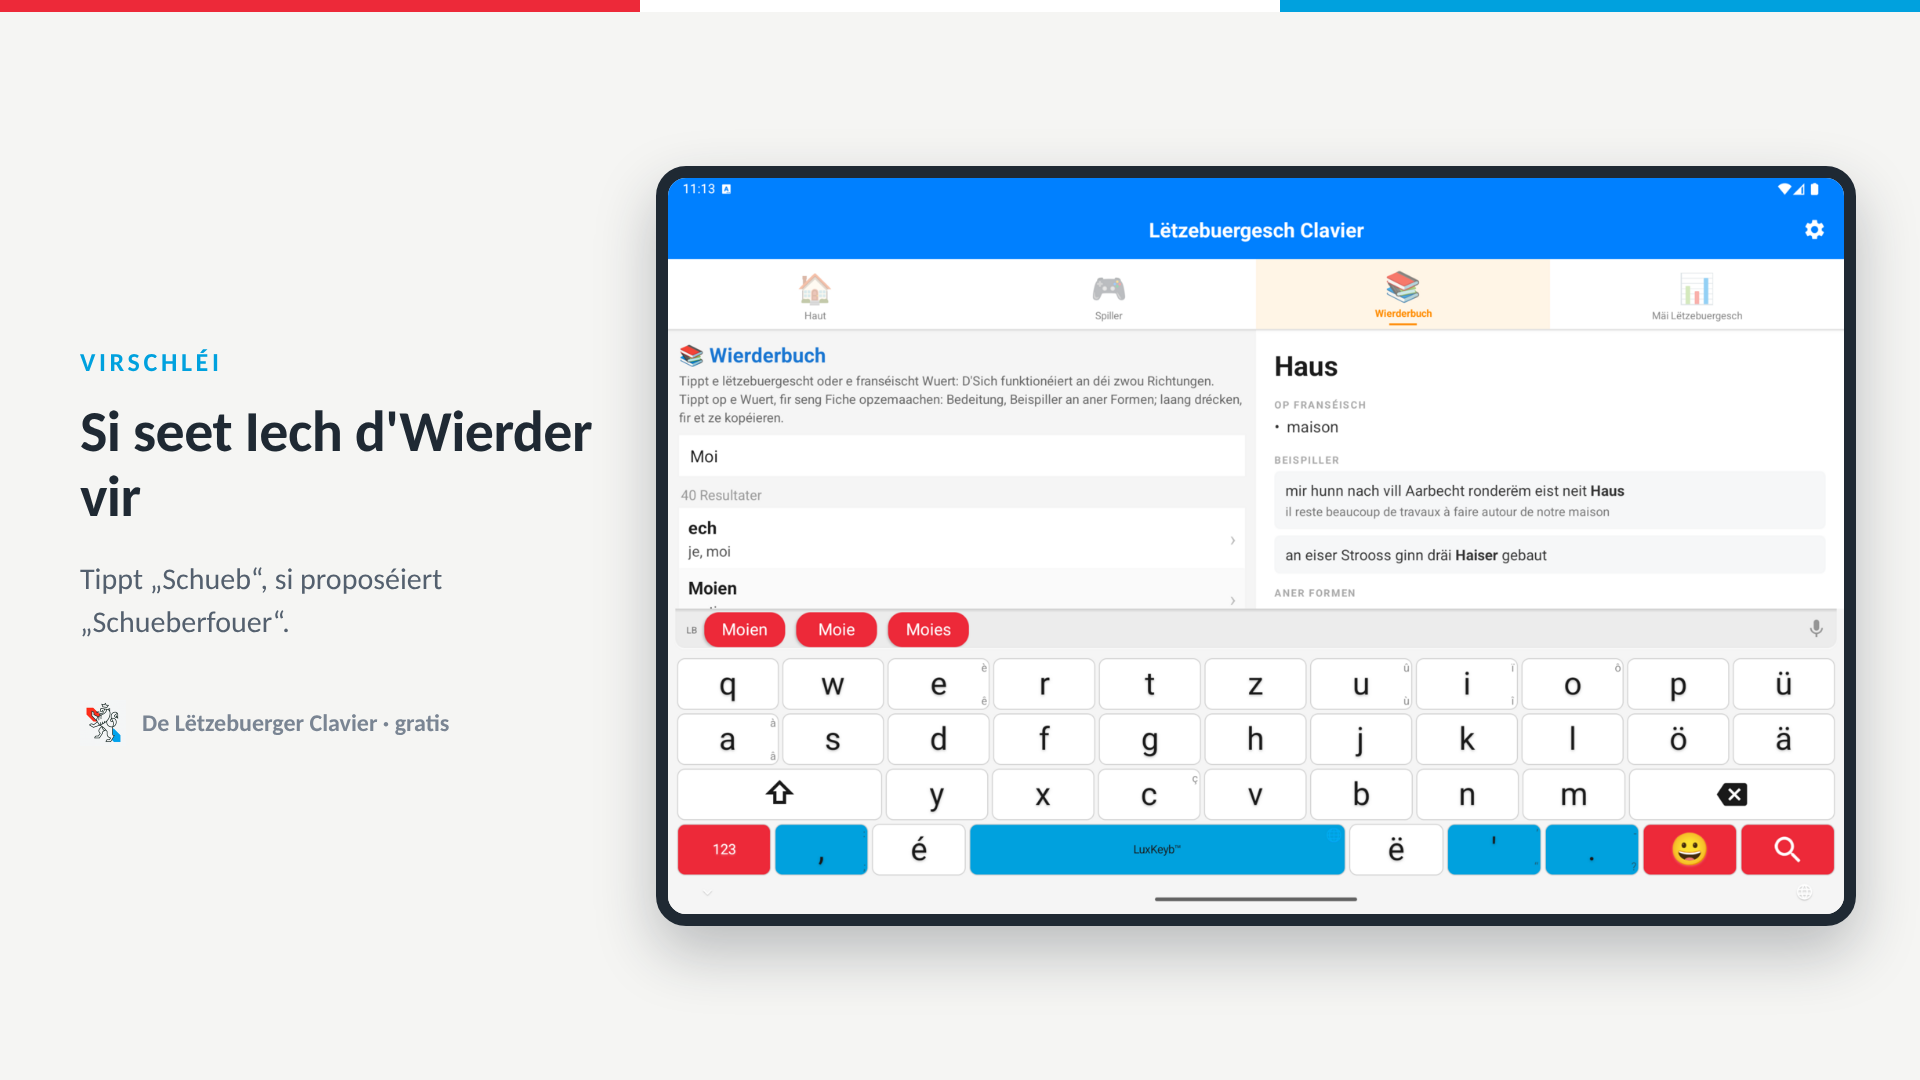 VIRSCHLÉI
Si seet Iech d'Wierder
vir
Tippt „Schueb“, si proposéiert
„Schueberfouer“.
De Lëtzebuerger Clavier · gratis
11:13
Lëtzebuergesch Clavier
Haut
Spiller
Wierderbuch
Mäi Lëtzebuergesch
Wierderbuch
Tippt e lëtzebuergescht oder e franséischt Wuert: D'Sich funktionéiert an déi zwou Richtungen.
Tippt op e Wuert, fir seng Fiche opzemaachen: Bedeitung, Beispiller an aner Formen; laang drécken,
fir et ze kopéieren.
Moi
40 Resultater
ech
je, moi
Moien
Haus
OP FRANSÉISCH
• maison
BEISPILLER
mir hunn nach vill Aarbecht ronderëm eist neit Haus
il reste beaucoup de travaux à faire autour de notre maison
an eiser Strooss ginn dräi Haiser gebaut
ANER FORMEN
LB Moien Moie Moies
q w e è ê r t z u û ù i ï î o ô p ü
a à â s d f g h j k l ö ä
y x c ç v b n m
123 , é LuxKeyb™ ë ' .